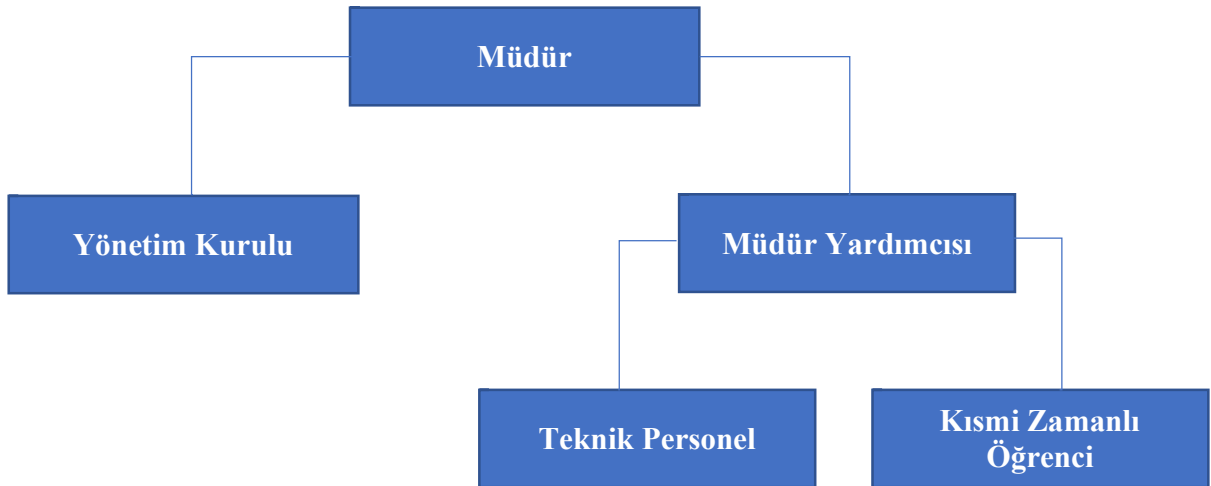 Müdür
Yönetim Kurulu
Müdür Yardımcısı
Teknik Personel
Kısmi Zamanlı
Öğrenci